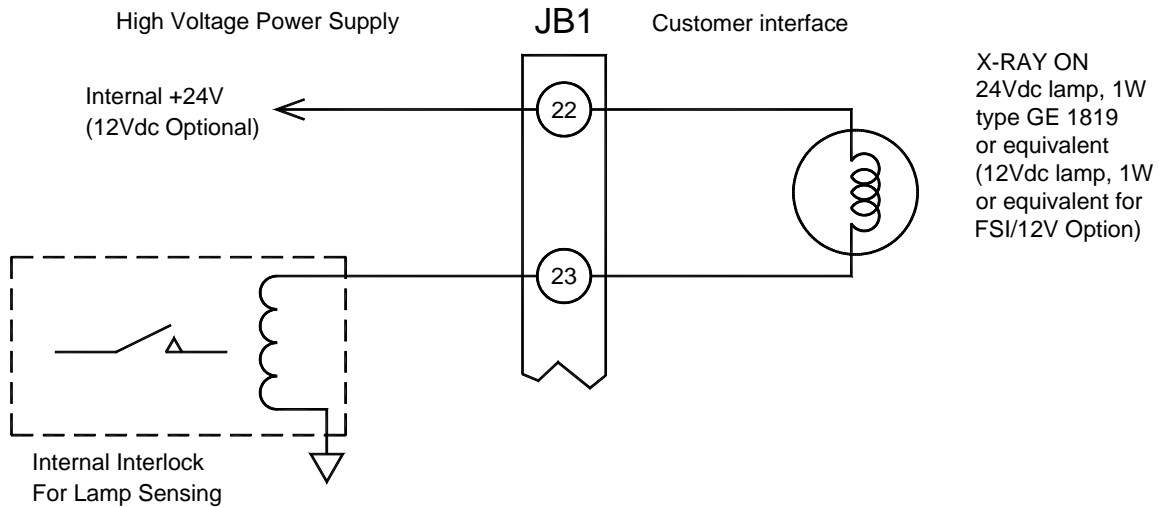 High Voltage Power Supply
JB1
Customer interface
Internal +24V
(12Vdc Optional)
22
X-RAY ON
24Vdc lamp, 1W
type GE 1819
or equivalent
(12Vdc lamp, 1W
or equivalent for
FSI/12V Option)
23
Internal Interlock
For Lamp Sensing